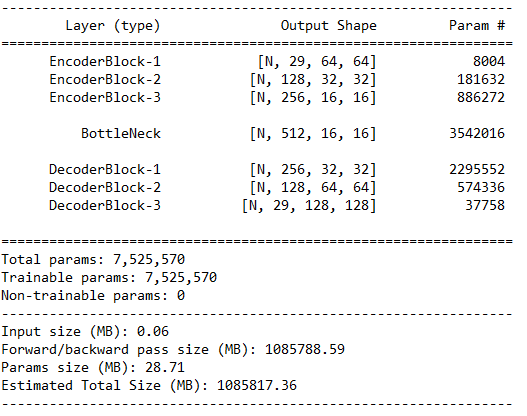 ----------------------------------------------------------------
Layer (type) Output Shape Param #
================================================================
EncoderBlock-1 [N, 29, 64, 64] 8004
EncoderBlock-2 [N, 128, 32, 32] 181632
EncoderBlock-3 [N, 256, 16, 16] 886272
BottleNeck [N, 512, 16, 16] 3542016
DecoderBlock-1 [N, 256, 32, 32] 2295552
DecoderBlock-2 [N, 128, 64, 64] 574336
DecoderBlock-3 [N, 29, 128, 128] 37758
================================================================
Total params: 7,525,570
Trainable params: 7,525,570
Non-trainable params: 0
----------------------------------------------------------------
Input size (MB): 0.06
Forward/backward pass size (MB): 1085788.59
Params size (MB): 28.71
Estimated Total Size (MB): 1085817.36
----------------------------------------------------------------